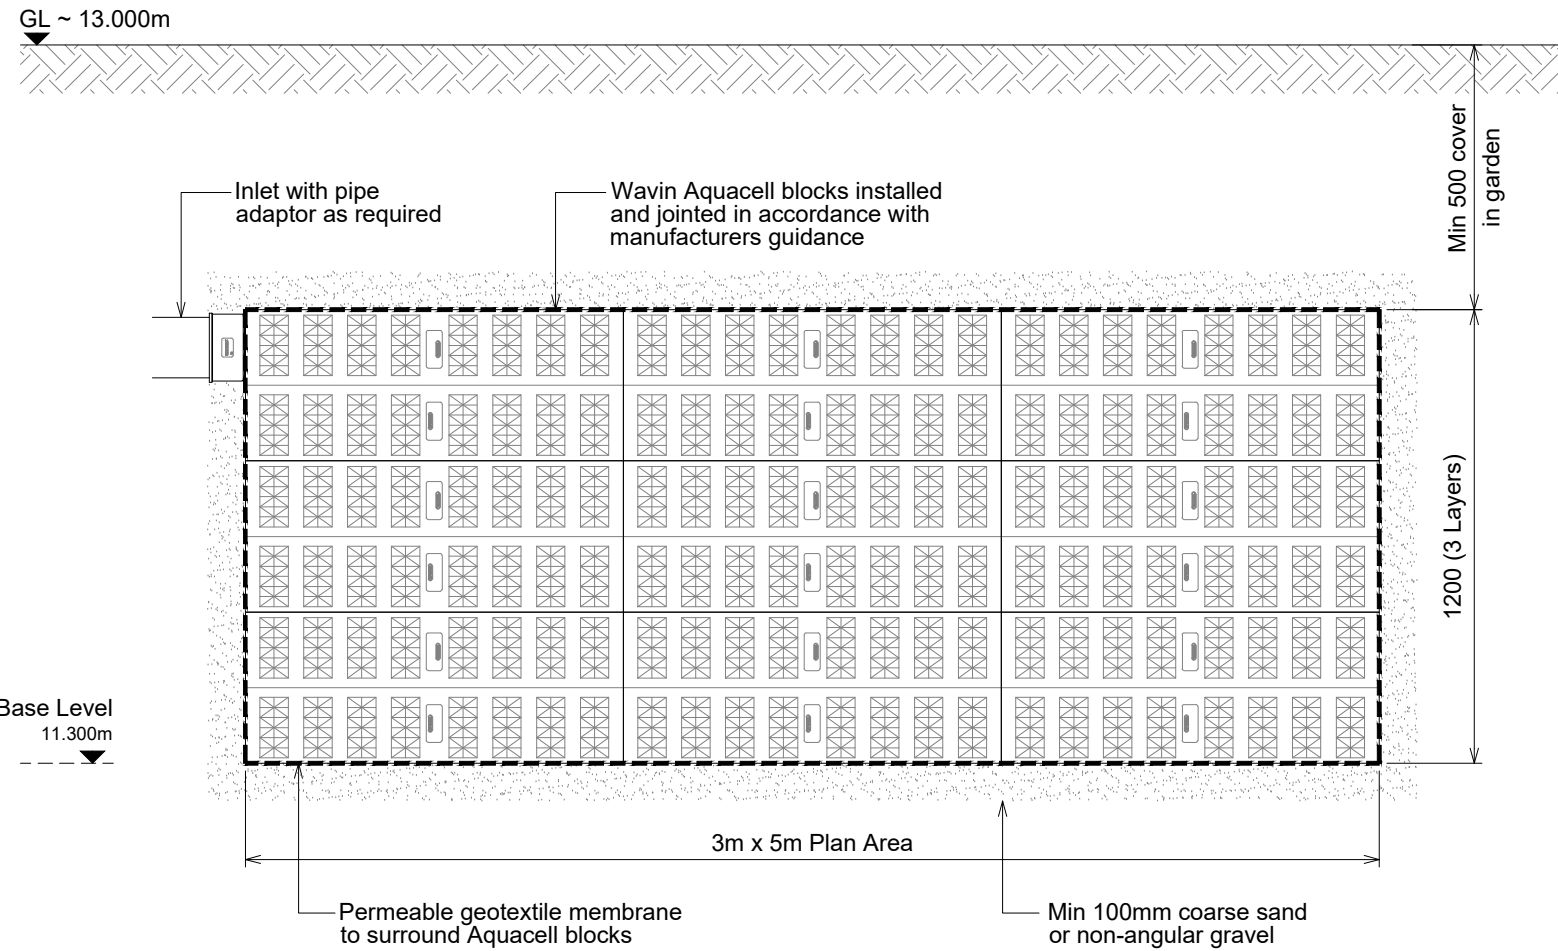 GL ~ 13.000m
Min 500 cover
in garden
Inlet with pipe
adaptor as required
Wavin Aquacell blocks installed
and jointed in accordance with
manufacturers guidance
1200 (3 Layers)
Base Level
11.300m
3m x 5m Plan Area
Permeable geotextile membrane
to surround Aquacell blocks
Min 100mm coarse sand
or non-angular gravel